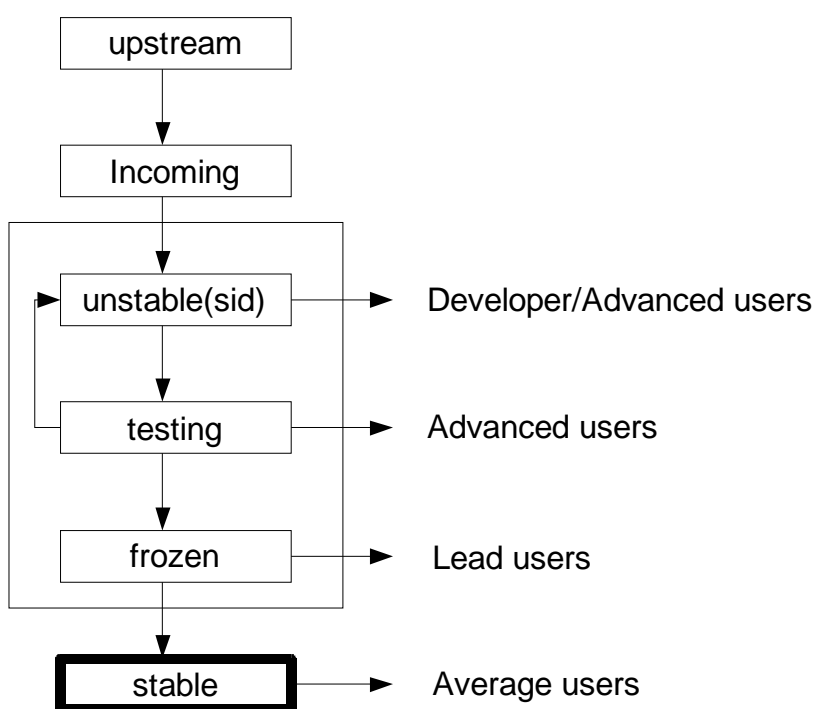 upstream
Incoming
unstable(sid)
Developer/Advanced users
testing
Advanced users
frozen
Lead users
stable
Average users